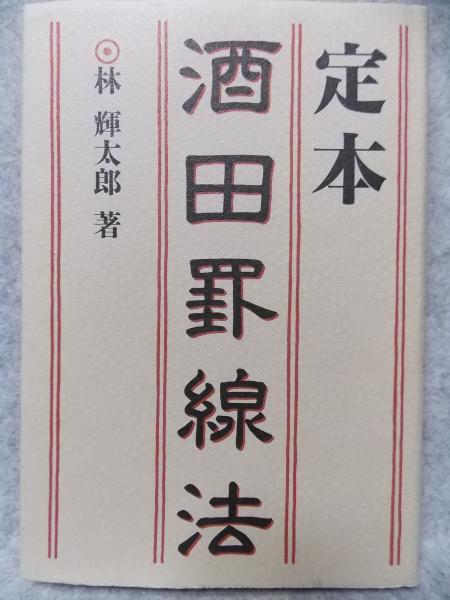 定本
酒田罫線法
林 輝太郎 著